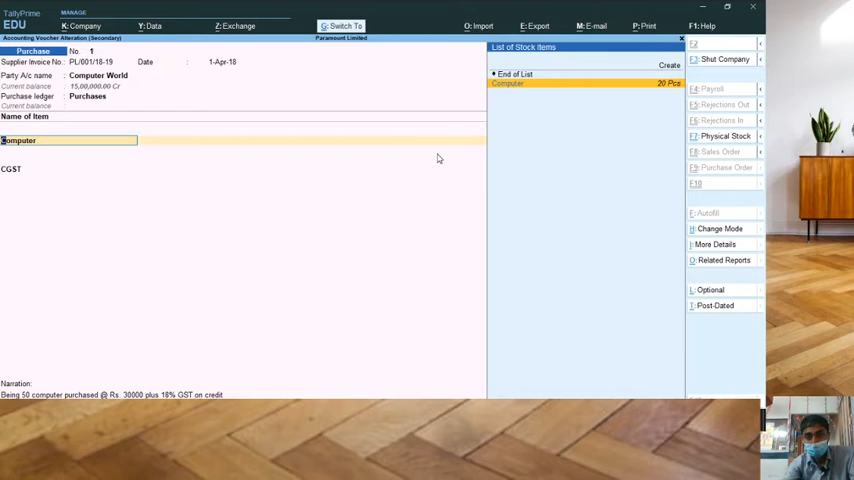 TallyPrime
EDU
MANAGE
K: Company
Y: Data
Z: Exchange
G: Switch To
O: Import
E: Export
M: E-mail
P: Print
F1: Help
Accounting Voucher Alteration (Secondary)
Paramount Limited
Purchase No. 1
Supplier Invoice No.: PL/001/18-19 Date : 1-Apr-18
Party A/c name : Computer World
Current balance : 15,00,000.00 Cr
Purchase ledger : Purchases
Current balance :
Name of Item
Computer
CGST
Narration:
Being 50 computer purchased @ Rs. 30000 plus 18% GST on credit
List of Stock Items
Create
End of List
Computer 20 Pcs
F2
F3: Shut Company
F4: Payroll
F5: Rejections Out
F6: Rejections In
F7: Physical Stock
F8: Sales Order
F9: Purchase Order
F10
F: Autofill
H: Change Mode
I: More Details
O: Related Reports
L: Optional
T: Post-Dated